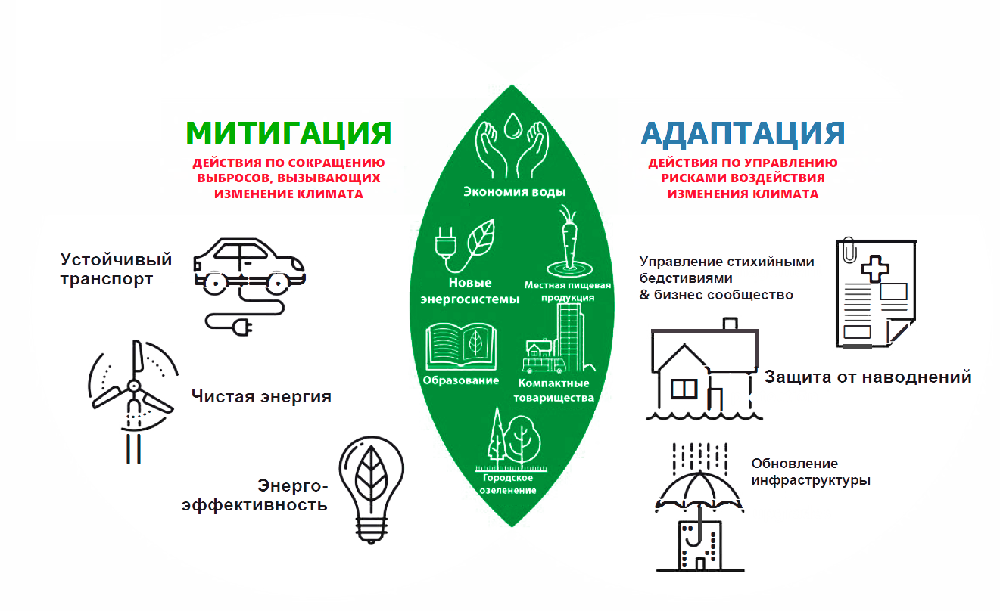 МИТИГАЦИЯ
ДЕЙСТВИЯ ПО СОКРАЩЕНИЮ
ВЫБРОСОВ, ВЫЗЫВАЮЩИХ
ИЗМЕНЕНИЕ КЛИМАТА
Устойчивый
транспорт
Чистая энергия
Энерго-
эффективность
Экономия воды
Новые
энергосистемы
Местная пищевая
продукция
Образование
Компактные
товарищества
Городское
озеленение
АДАПТАЦИЯ
ДЕЙСТВИЯ ПО УПРАВЛЕНИЮ
РИСКАМИ ВОЗДЕЙСТВИЯ
ИЗМЕНЕНИЯ КЛИМАТА
Управление стихийными
бедстивиями
& бизнес сообщество
Защита от наводнений
Обновление
инфраструктуры